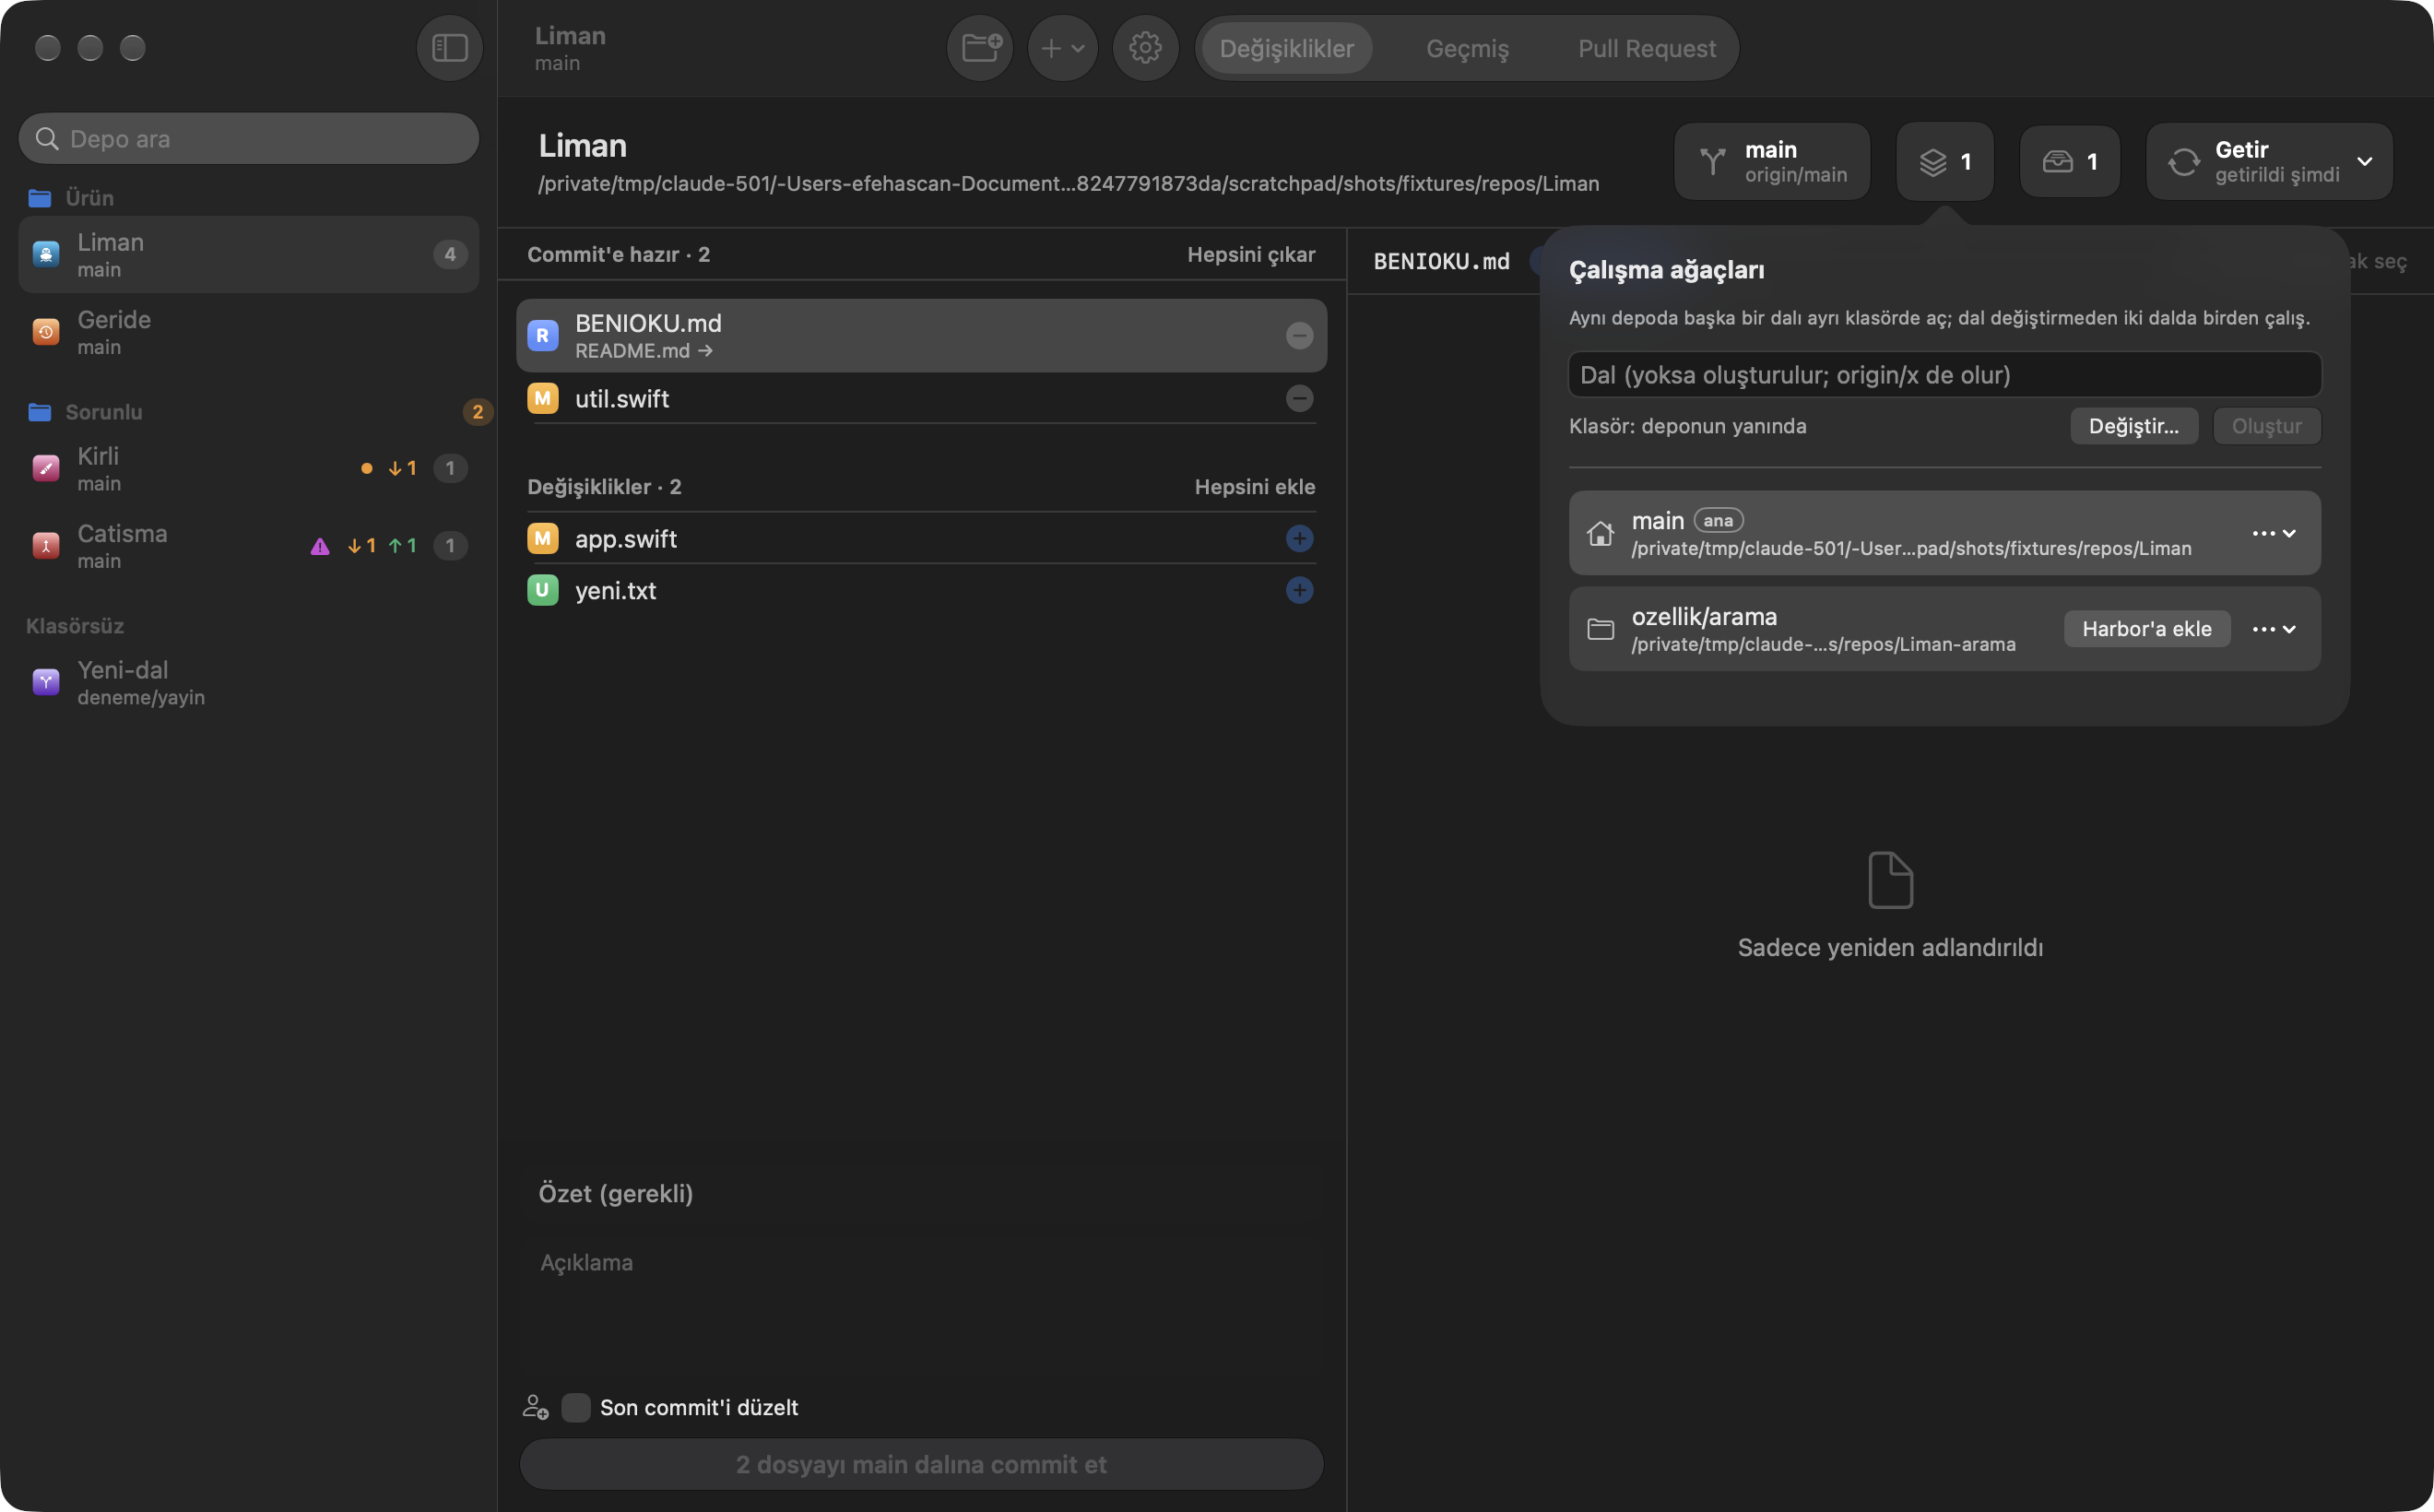 Depo ara
Ürün
Liman
main
4
Geride
main
Sorunlu
2
Kirli
main
1
1
Catisma
main
1
1
1
Klasörsüz
Yeni-dal
deneme/yayin
Liman
main
Değişiklikler
Geçmiş
Pull Request
Liman
/private/tmp/claude-501/-Users-efehascan-Document...8247791873da/scratchpad/shots/fixtures/repos/Liman
main
origin/main
1
1
Getir
getirildi şimdi
Commit'e hazır · 2
Hepsini çıkar
R
BENIOKU.md
README.md →
M
util.swift
Değişiklikler · 2
Hepsini ekle
M
app.swift
U
yeni.txt
Özet (gerekli)
Açıklama
Son commit'i düzelt
2 dosyayı main dalına commit et
BENIOKU.md
seç
Çalışma ağaçları
Aynı depoda başka bir dalı ayrı klasörde aç; dal değiştirmeden iki dalda birden çalış.
Dal (yoksa oluşturulur; origin/x de olur)
Klasör: deponun yanında
Değiştir...
Oluştur
main
ana
/private/tmp/claude-501/-User...pad/shots/fixtures/repos/Liman
ozellik/arama
/private/tmp/claude-...s/repos/Liman-arama
Harbor'a ekle
Sadece yeniden adlandırıldı